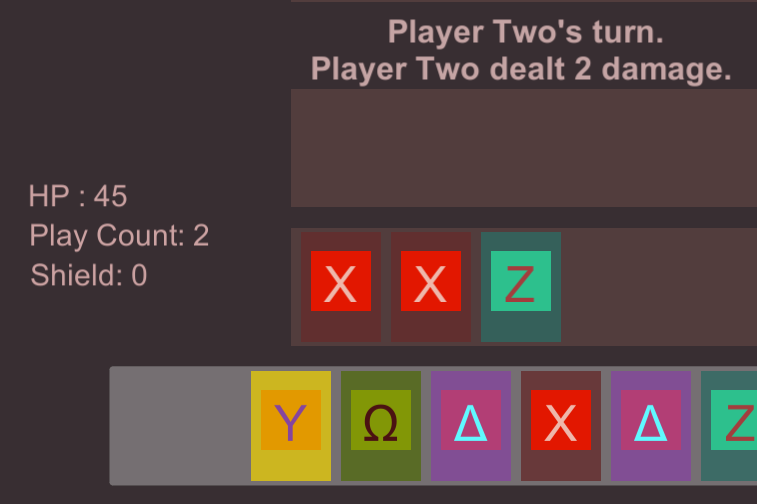 Player Two's turn.
Player Two dealt 2 damage.
HP : 45
Play Count: 2
Shield: 0
X X Z
Y Ω Δ X Δ Z